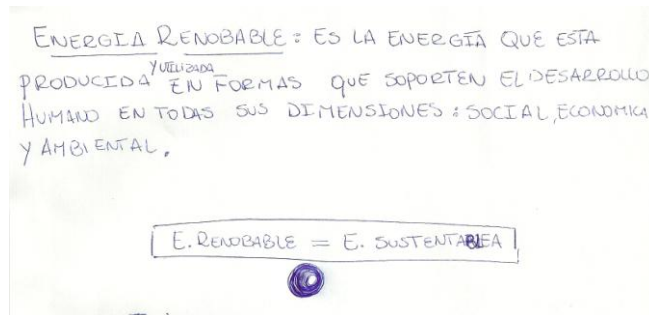 ENERGIA RENOBABLE: ES LA ENERGÍA QUE ESTA
PRODUCIDA Y UTILIZADA EN FORMAS QUE SOPORTEN EL DESARROLLO
HUMANO EN TODAS SUS DIMENSIONES: SOCIAL, ECONOMICA
Y AMBIENTAL.
E. RENOBABLE = E. SUSTENTABLEA